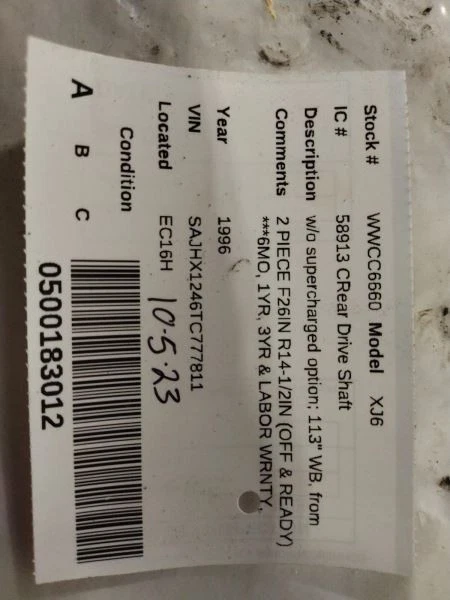 Stock # WWCC6660 Model XJ6
IC # 58913 CRear Drive Shaft
Description w/o supercharged option; 113" WB, from
Comments 2 PIECE F26IN R14-1/2IN (OFF & READY)
***6MO, 1YR, 3YR & LABOR WRNTY,
Year 1996
VIN SAJHX1246TC777811
Located EC16H 10-5-23
Condition
A B C
0500183012